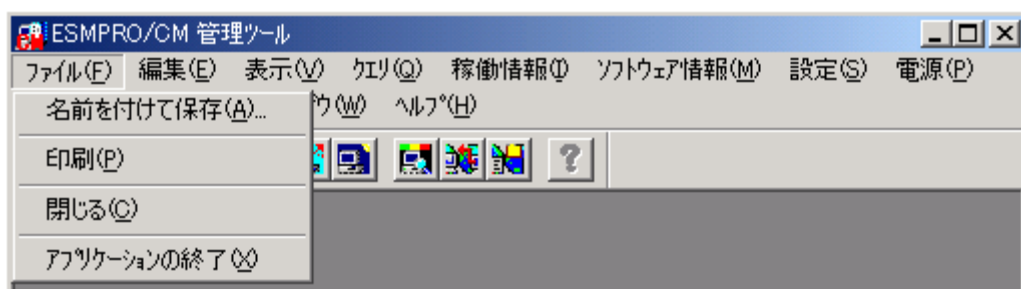 ESMPRO/CM 管理ﾂｰﾙ
ﾌｧｲﾙ(F) 編集(E) 表示(V) ｸｴﾘ(Q) 稼働情報(I) ｿﾌﾄｳｪｱ情報(M) 設定(S) 電源(P)
ｳ(W) ﾍﾙﾌﾟ(H)
名前を付けて保存(A)...
印刷(P)
閉じる(C)
ｱﾌﾟﾘｹｰｼｮﾝの終了(X)